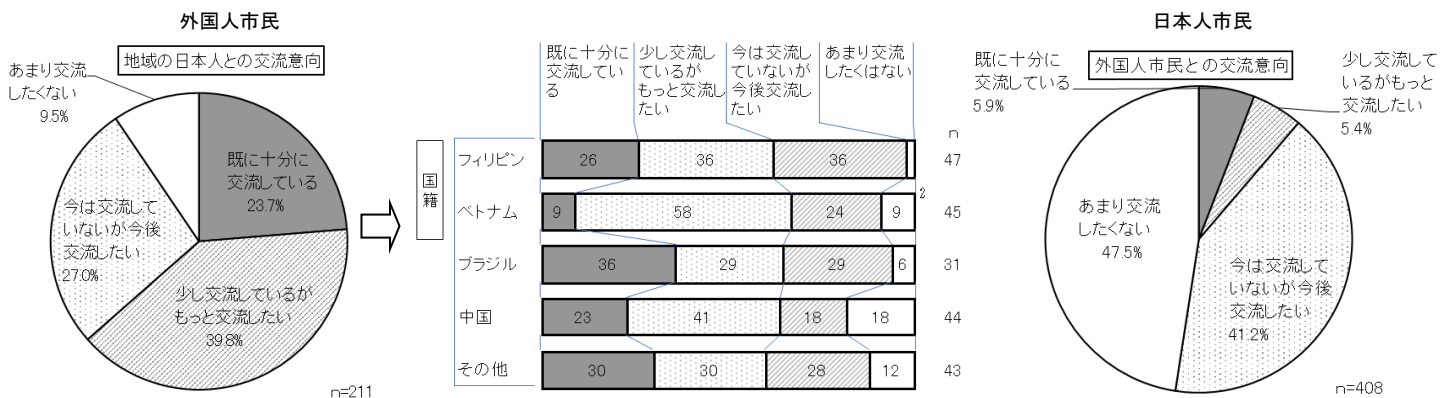 外国人市民
地域の日本人との交流意向
あまり交流
したくない
9.5%
既に十分に
交流している
23.7%
今は交流して
いないが今後
交流したい
27.0%
少し交流しているが
もっと交流したい
39.8%
n=211
国籍
既に十分に
交流してい
る
少し交流し
ているが
もっと交流し
たい
今は交流し
ていないが
今後交流し
たい
あまり交流
したくはない
n
フィリピン 26 36 36 2 47
ベトナム 9 58 24 9 45
ブラジル 36 29 29 6 31
中国 23 41 18 18 44
その他 30 30 28 12 43
日本人市民
外国人市民との交流意向
既に十分に
交流している
5.9%
少し交流して
いるがもっと
交流したい
5.4%
あまり交流
したくない
47.5%
今は交流して
いないが今後
交流したい
41.2%
n=408